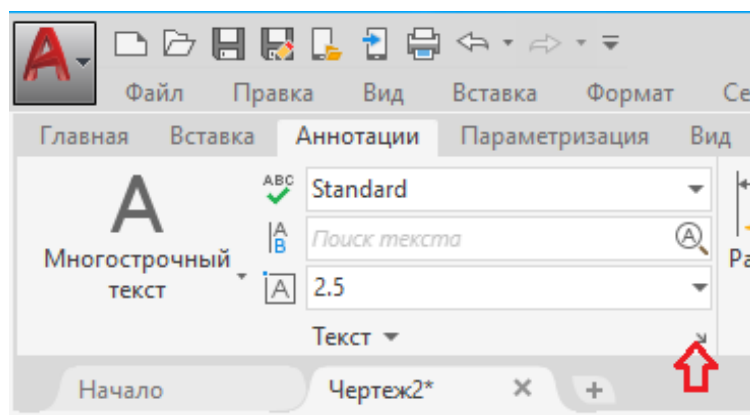 Файл Правка Вид Вставка Формат Се
Главная Вставка Аннотации Параметризация Вид
ABC Standard
A
B Поиск текста A
Многострочный
текст
A 2.5
Ра
Текст
Начало Чертеж2*